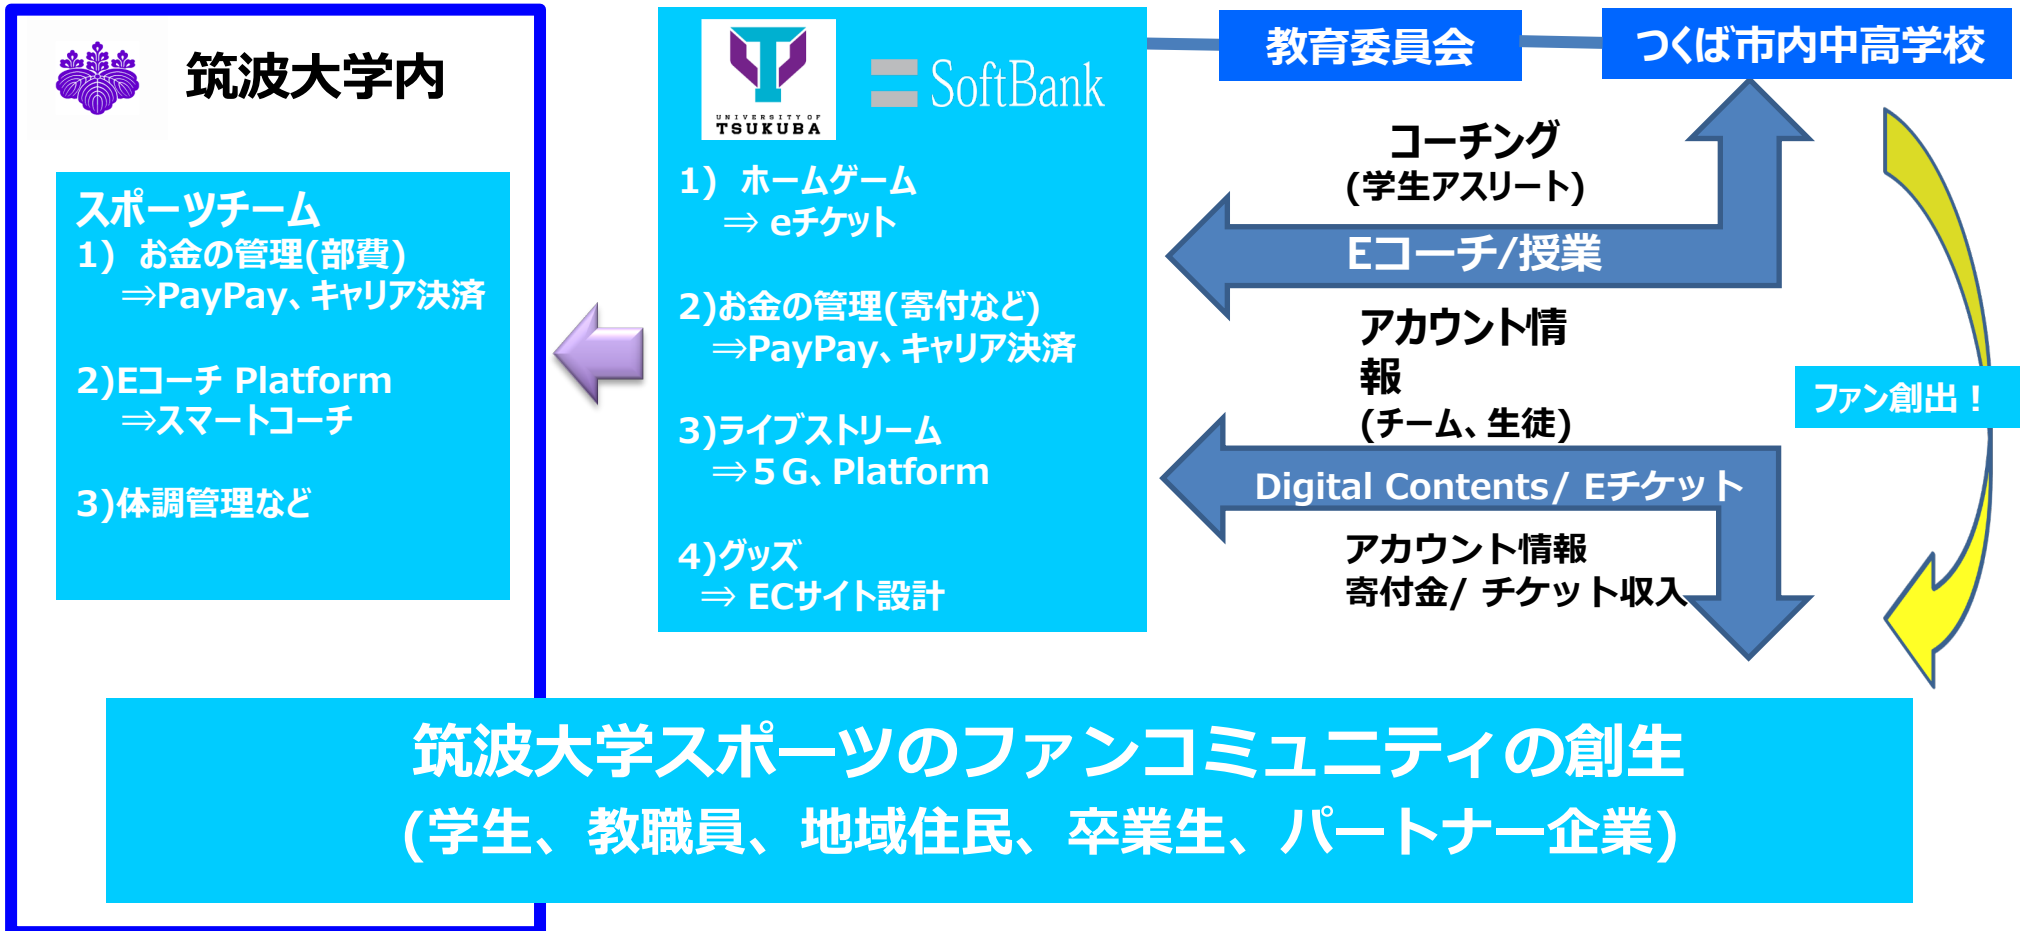 筑波大学内
スポーツチーム
1) お金の管理(部費)
⇒PayPay、キャリア決済
2)Eコーチ Platform
⇒スマートコーチ
3)体調管理など
UNIVERSITY OF
TSUKUBA
SoftBank
1) ホームゲーム
⇒ eチケット
2)お金の管理(寄付など)
⇒PayPay、キャリア決済
3)ライブストリーム
⇒５G、Platform
4)グッズ
⇒ ECサイト設計
教育委員会
つくば市内中高学校
コーチング
(学生アスリート)
Eコーチ/授業
アカウント情
報
(チーム、生徒)
ファン創出！
Digital Contents/ Eチケット
アカウント情報
寄付金/ チケット収入
筑波大学スポーツのファンコミュニティの創生
(学生、教職員、地域住民、卒業生、パートナー企業)